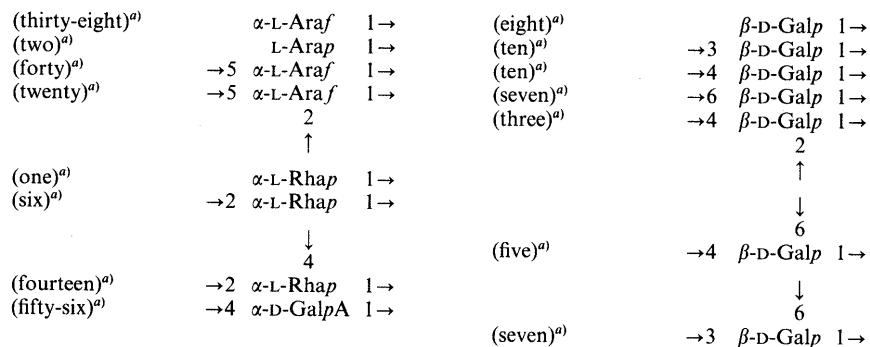 (thirty-eight)ᵃ⁾ α-L-Araf 1→
(two)ᵃ⁾ L-Arap 1→
(forty)ᵃ⁾ →5 α-L-Araf 1→
(twenty)ᵃ⁾ →5 α-L-Araf 1→
2
↑
(one)ᵃ⁾ α-L-Rhap 1→
(six)ᵃ⁾ →2 α-L-Rhap 1→
↓
4
(fourteen)ᵃ⁾ →2 α-L-Rhap 1→
(fifty-six)ᵃ⁾ →4 α-D-GalpA 1→
(eight)ᵃ⁾ β-D-Galp 1→
(ten)ᵃ⁾ →3 β-D-Galp 1→
(ten)ᵃ⁾ →4 β-D-Galp 1→
(seven)ᵃ⁾ →6 β-D-Galp 1→
(three)ᵃ⁾ →4 β-D-Galp 1→
2
↑
↓
6
(five)ᵃ⁾ →4 β-D-Galp 1→
↓
6
(seven)ᵃ⁾ →3 β-D-Galp 1→